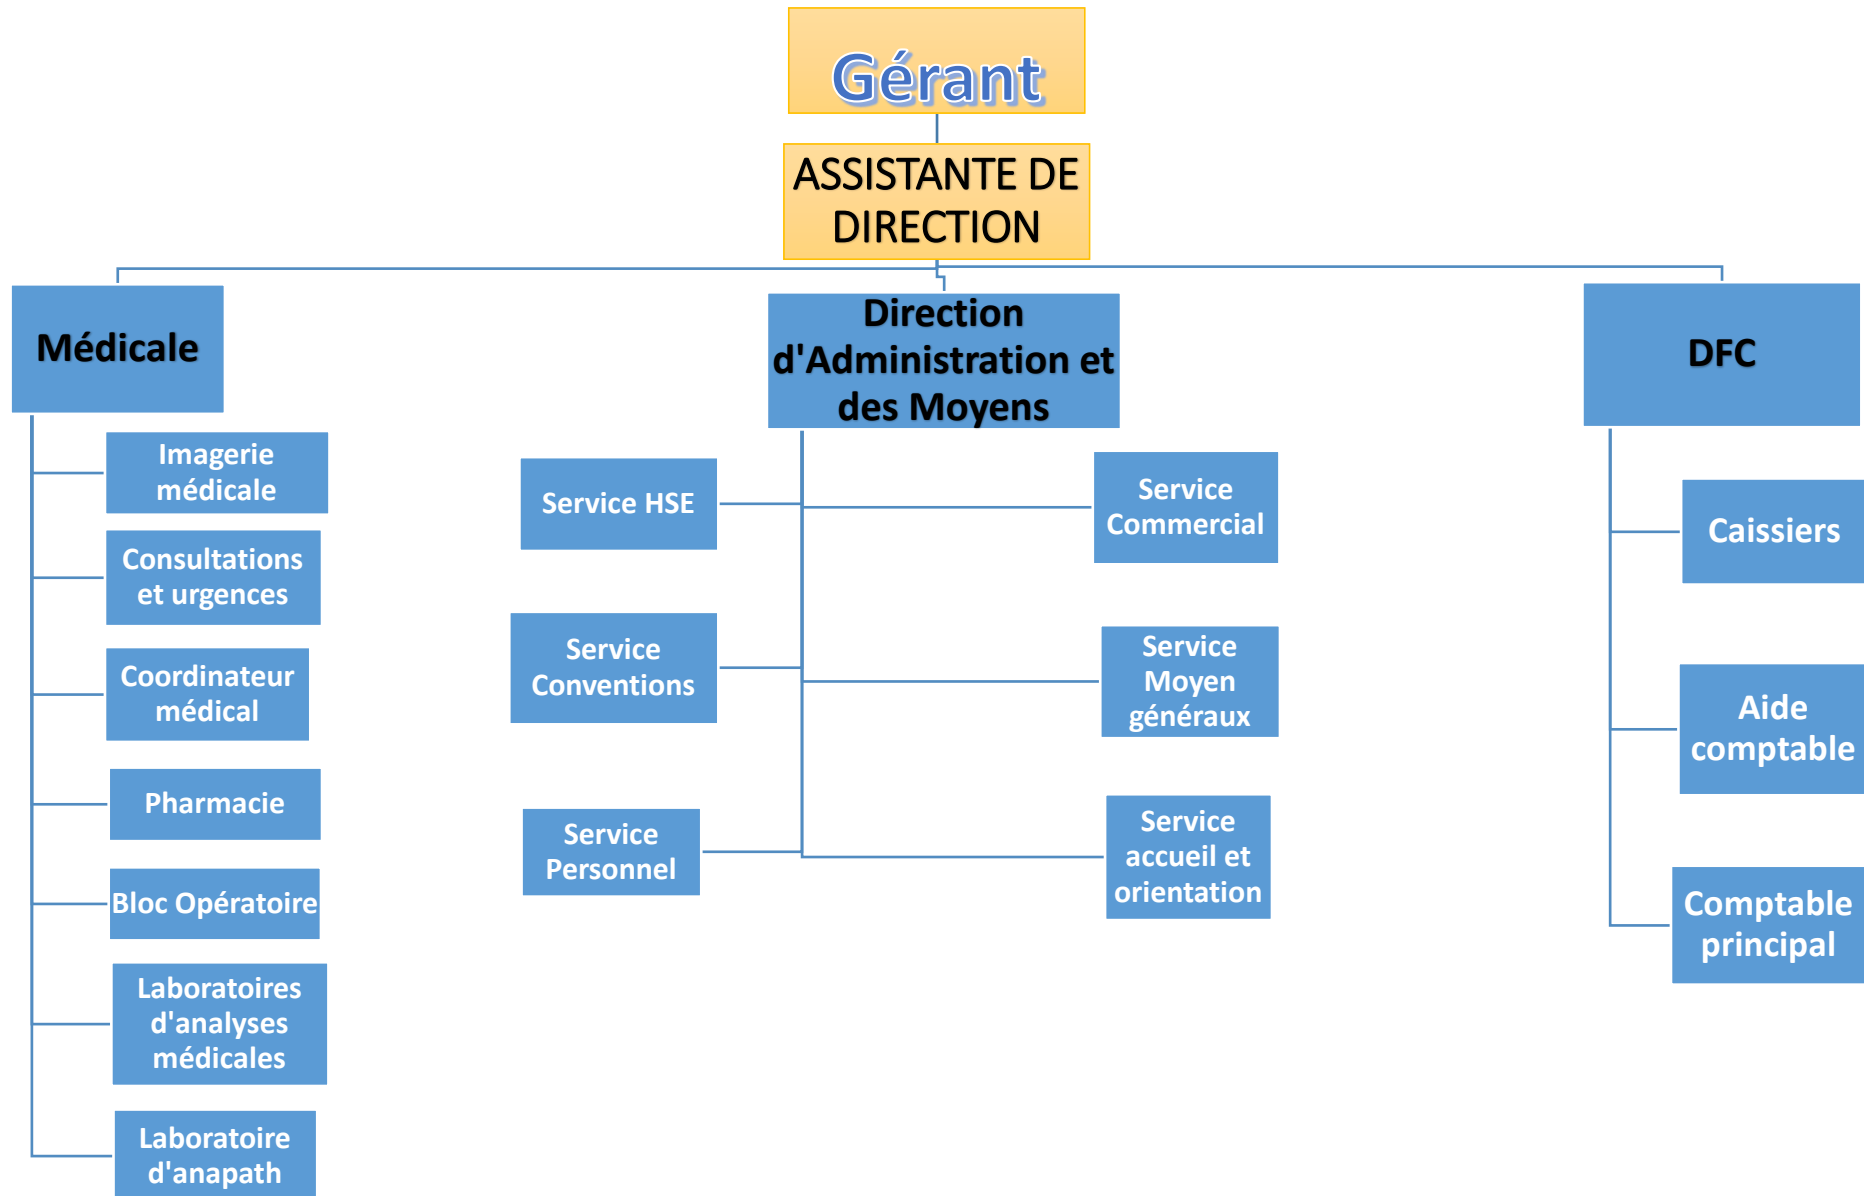 Gérant
ASSISTANTE DE
DIRECTION
Médicale
Direction
d'Administration et
des Moyens
DFC
Imagerie
médicale
Consultations
et urgences
Coordinateur
médical
Pharmacie
Bloc Opératoire
Laboratoires
d'analyses
médicales
Laboratoire
d'anapath
Service HSE
Service
Conventions
Service
Personnel
Service
Commercial
Service
Moyen
généraux
Service
accueil et
orientation
Caissiers
Aide
comptable
Comptable
principal